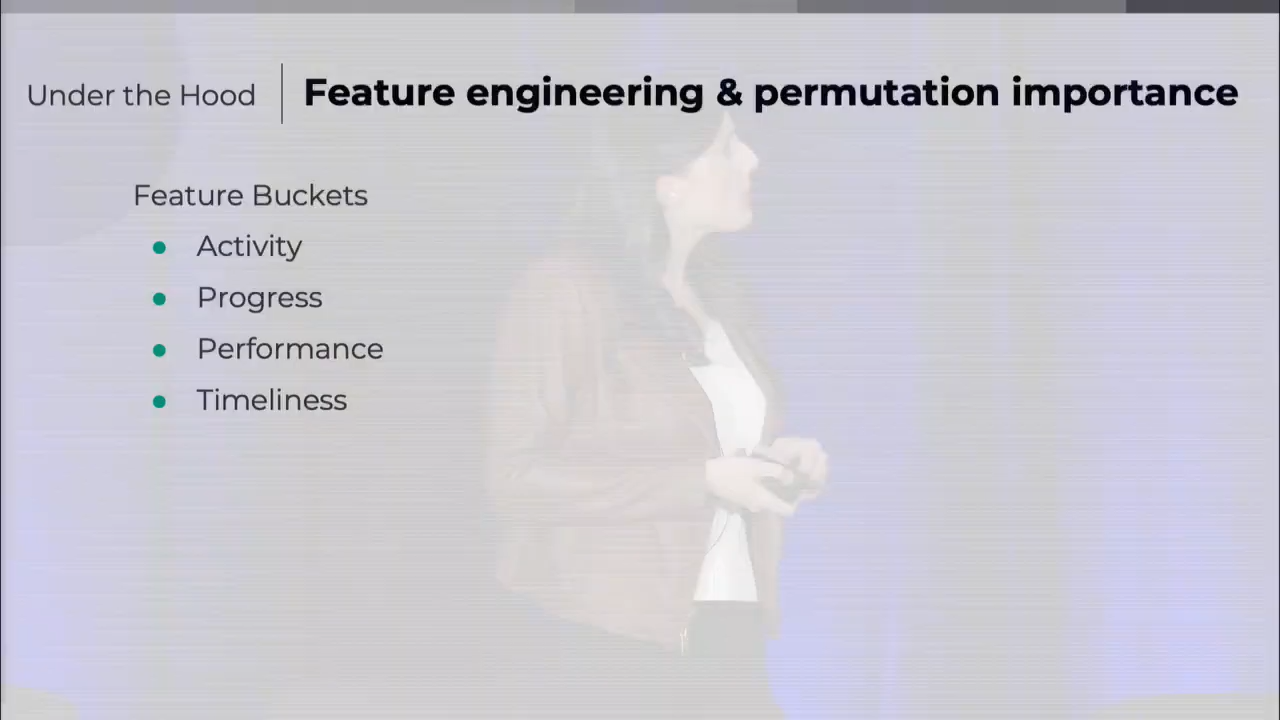 Under the Hood
Feature engineering & permutation importance
Feature Buckets
Activity
Progress
Performance
Timeliness